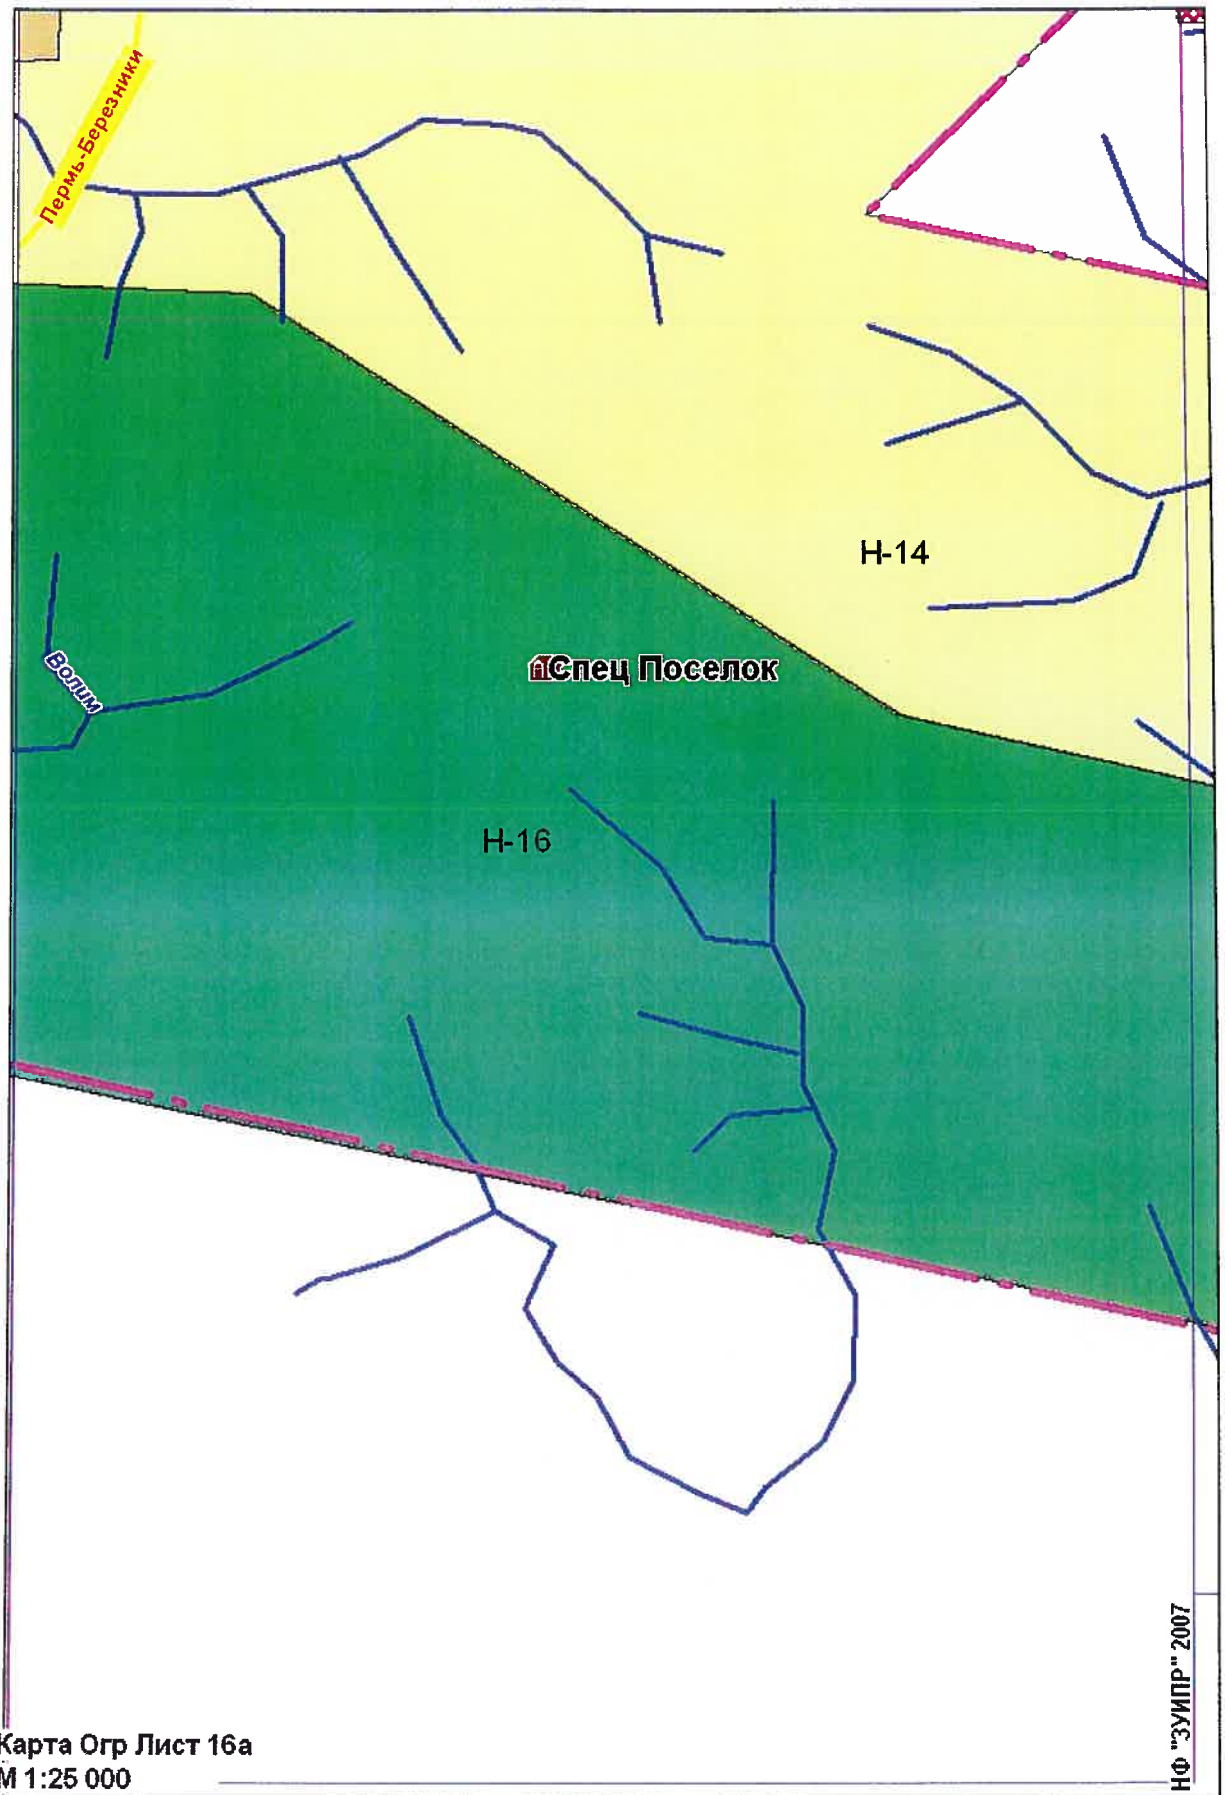 Пермь-Березники
Н-14
Спец Поселок
Волим
Н-16
НФ "ЗУИПР" 2007
Карта Огр Лист 16а
М 1:25 000